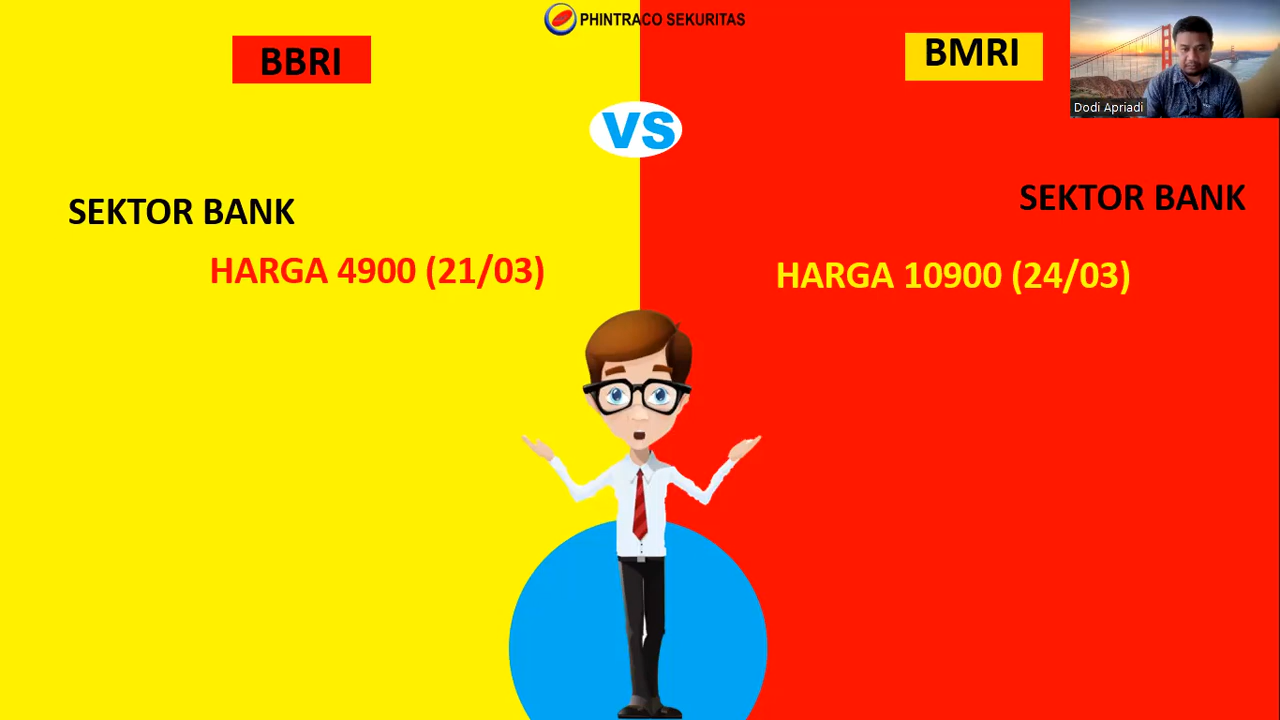 PHINTRACO SEKURITAS
BBRI
BMRI
Dodi Apriadi
VS
SEKTOR BANK
SEKTOR BANK
HARGA 4900 (21/03)
HARGA 10900 (24/03)